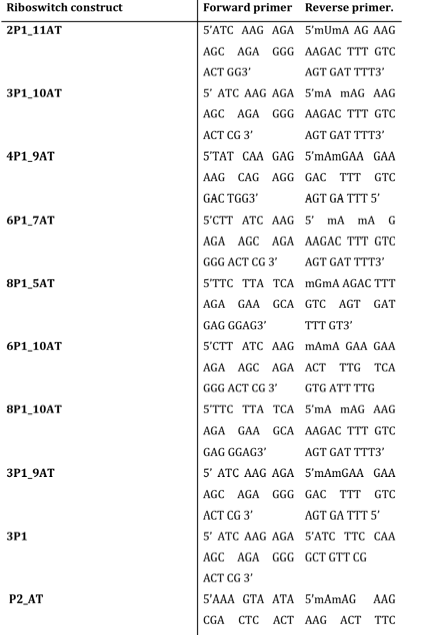 Riboswitch construct Forward primer Reverse primer.
2P1_11AT 5'ATC AAG AGA 5'mUmA AG AAG
AGC AGA GGG AAGAC TTT GTC
ACT GG3' AGT GAT TTT3'
3P1_10AT 5' ATC AAG AGA 5'mA mAG AAG
AGC AGA GGG AAGAC TTT GTC
ACT CG 3' AGT GAT TTT3'
4P1_9AT 5'TAT CAA GAG 5'mAmGAA GAA
AAG CAG AGG GAC TTT GTC
GAC TGG3' AGT GA TTT 5'
6P1_7AT 5'CTT ATC AAG 5' mA mA G
AGA AGC AGA AAGAC TTT GTC
GGG ACT CG 3' AGT GAT TTT3'
8P1_5AT 5'TTC TTA TCA mGmA AGAC TTT
AGA GAA GCA GTC AGT GAT
GAG GGAG3' TTT GT3'
6P1_10AT 5'CTT ATC AAG mAmA GAA GAA
AGA AGC AGA ACT TTG TCA
GGG ACT CG 3' GTG ATT TTG
8P1_10AT 5'TTC TTA TCA 5'mA mAG AAG
AGA GAA GCA AAGAC TTT GTC
GAG GGAG3' AGT GAT TTT3'
3P1_9AT 5' ATC AAG AGA 5'mAmGAA GAA
AGC AGA GGG GAC TTT GTC
ACT CG 3' AGT GA TTT 5'
3P1 5' ATC AAG AGA 5'ATC TTC CAA
AGC AGA GGG GCT GTT CG
ACT CG 3'
P2_AT 5'AAA GTA ATA 5'mAmAG AAG
CGA CTC ACT AAG ACT TTC